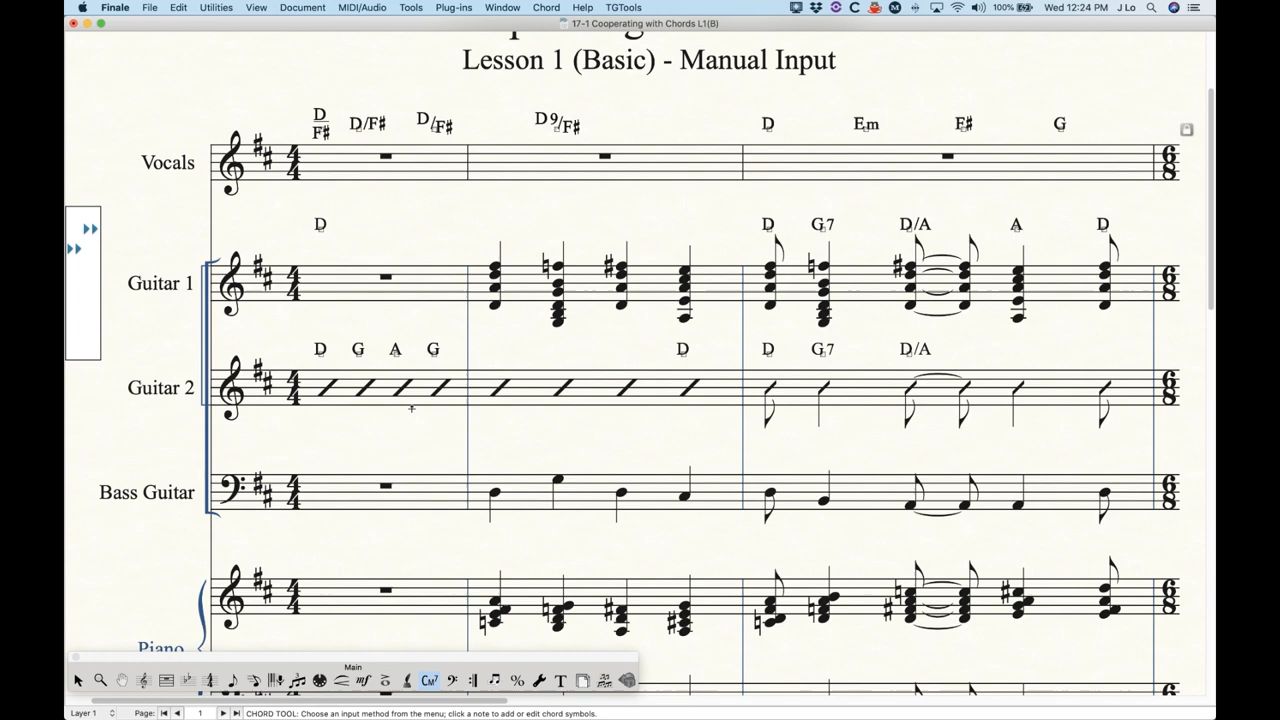 Finale File Edit Utilities View Document MIDI/Audio Tools Plug-ins Window Chord Help TGTools 100% Wed 12:24 PM J Lo
17-1 Cooperating with Chords L1(B)
Lesson 1 (Basic) - Manual Input
D/F# D/F# D/F# D9/F# D Em F# G
Vocals
D D G7 D/A A D
Guitar 1
D G A G D D G7 D/A
Guitar 2
Bass Guitar
Piano
Main
CM7
Layer 1 Page: 1 CHORD TOOL: Choose an input method from the menu; click a note to add or edit chord symbols.